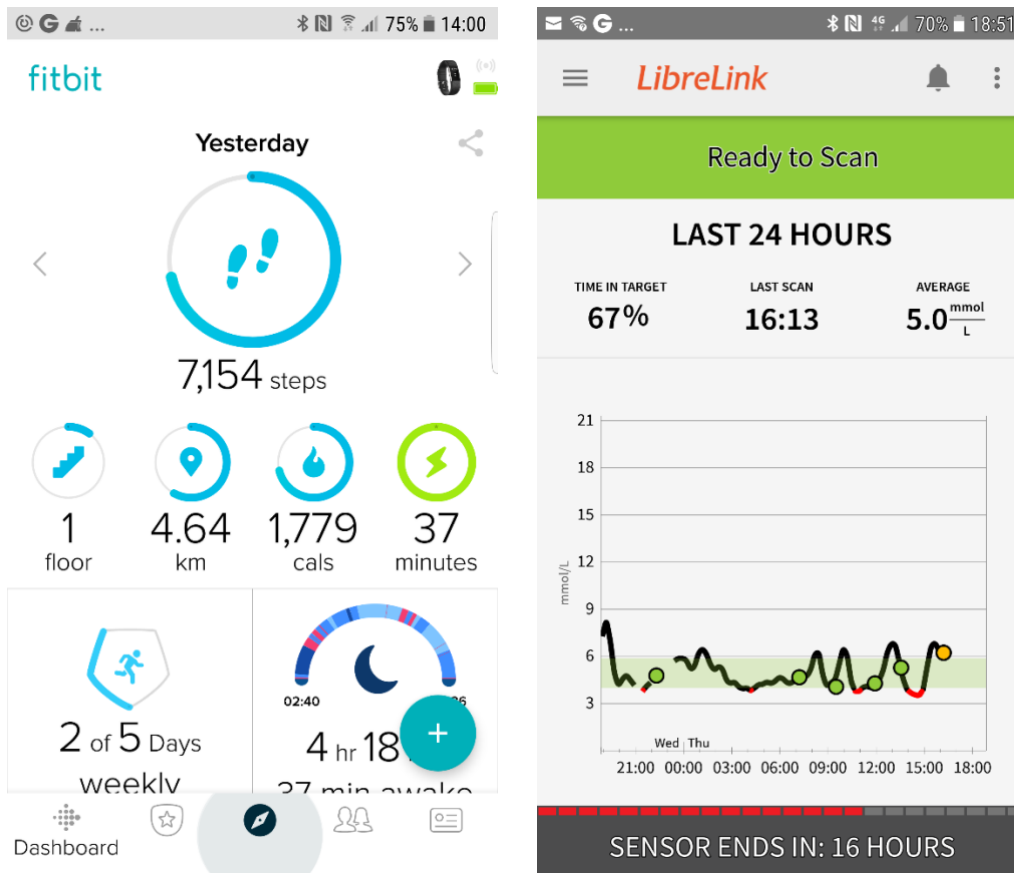 ... 75% 14:00
fitbit
Yesterday
7,154 steps
1 4.64 1,779 37
floor km cals minutes
02:40
2 of 5 Days
weekly
4 hr 18
37 min awake
Dashboard
G ... 4G 70% 18:51
LibreLink
Ready to Scan
LAST 24 HOURS
TIME IN TARGET LAST SCAN AVERAGE
67% 16:13 5.0 mmol
L
21
18
15
12
9
6
3
mmol/L
Wed Thu
21:00 00:00 03:00 06:00 09:00 12:00 15:00 18:00
SENSOR ENDS IN: 16 HOURS